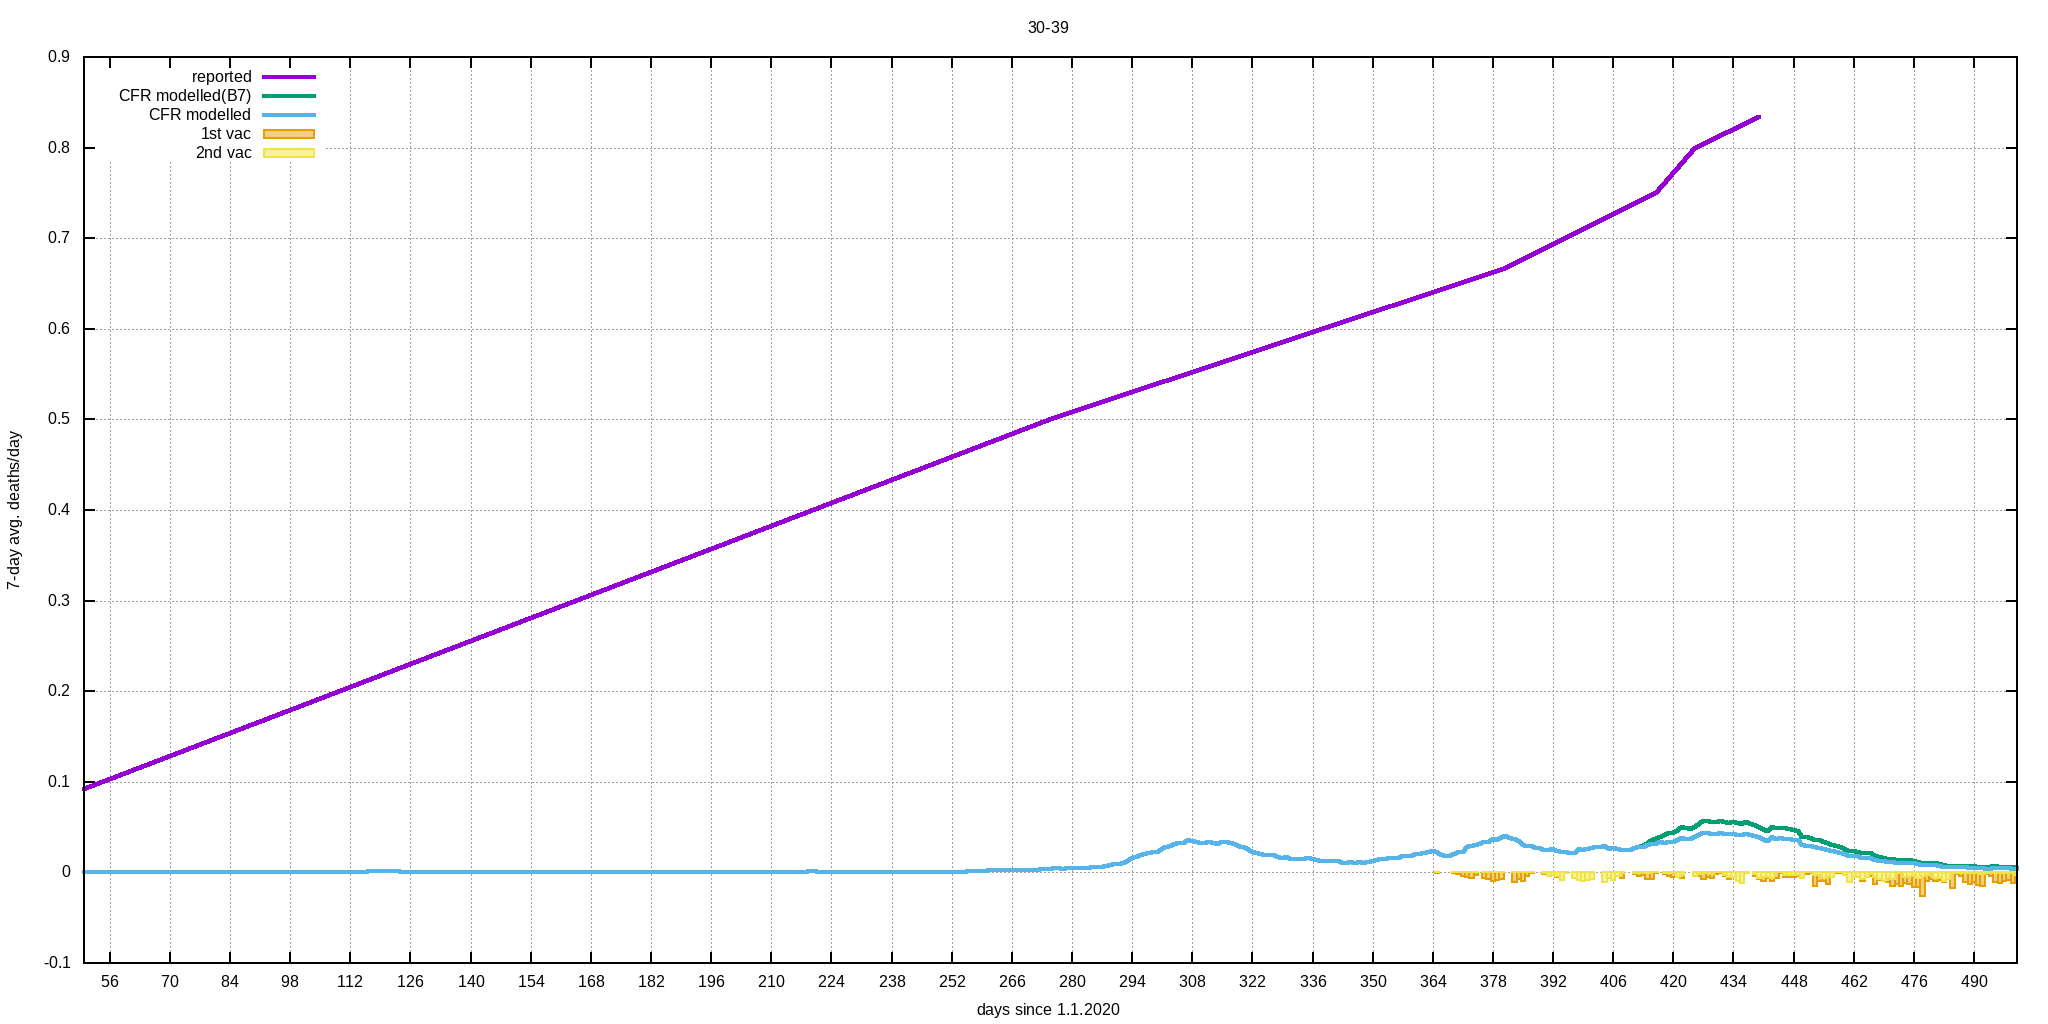 30-39
reported
CFR modelled(B7)
CFR modelled
1st vac
2nd vac
0.9
0.8
0.7
0.6
0.5
0.4
0.3
0.2
0.1
0
-0.1
7-day avg. deaths/day
56 70 84 98 112 126 140 154 168 182 196 210 224 238 252 266 280 294 308 322 336 350 364 378 392 406 420 434 448 462 476 490
days since 1.1.2020